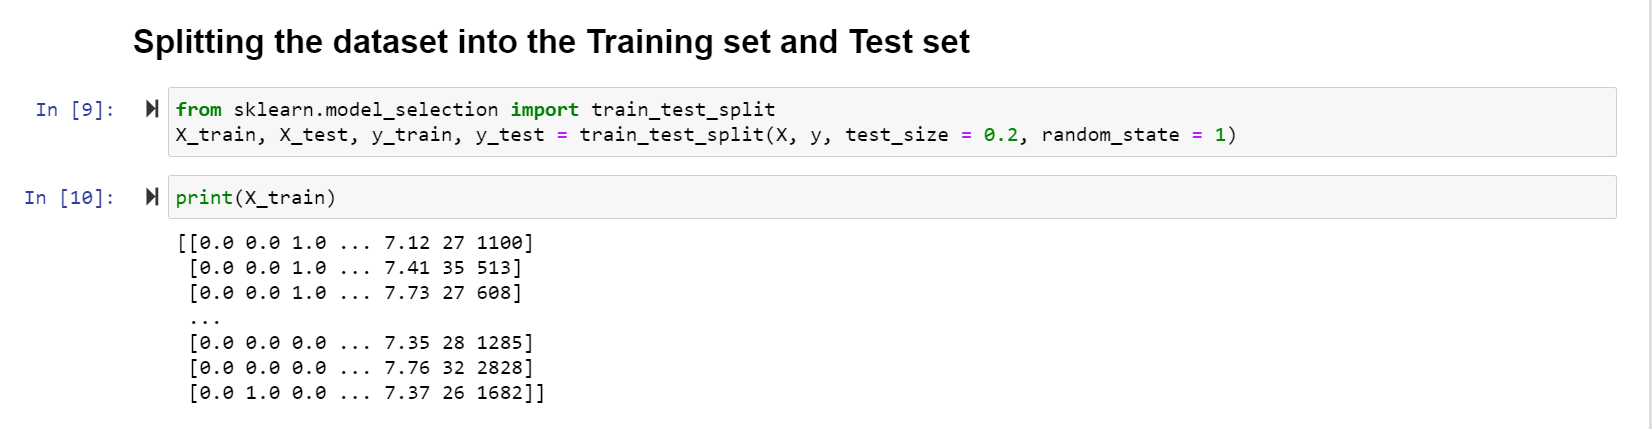 Splitting the dataset into the Training set and Test set
In [9]: from sklearn.model_selection import train_test_split
X_train, X_test, y_train, y_test = train_test_split(X, y, test_size = 0.2, random_state = 1)
In [10]: print(X_train)
[[0.0 0.0 1.0 ... 7.12 27 1100]
[0.0 0.0 1.0 ... 7.41 35 513]
[0.0 0.0 1.0 ... 7.73 27 608]
...
[0.0 0.0 0.0 ... 7.35 28 1285]
[0.0 0.0 0.0 ... 7.76 32 2828]
[0.0 1.0 0.0 ... 7.37 26 1682]]